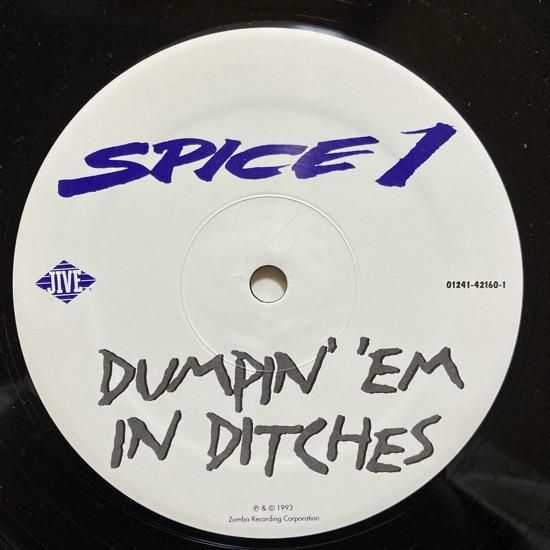 SPICE 1
JIVE
01241-42160-1
DUMPIN' 'EM
IN DITCHES
℗ & © 1993
Zomba Recording Corporation